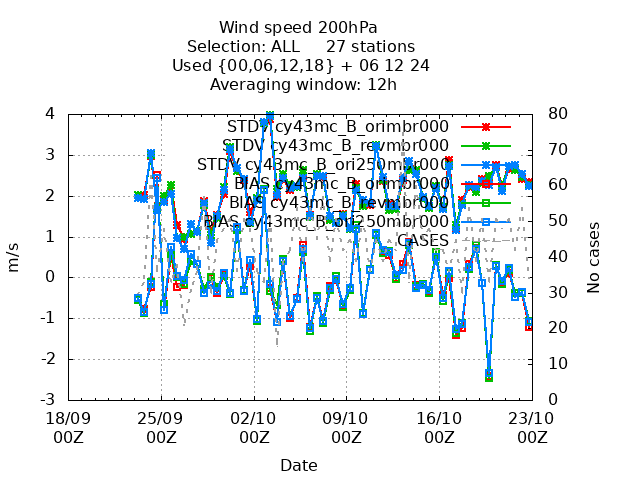 Wind speed 200hPa
Selection: ALL 27 stations
Used {00,06,12,18} + 06 12 24
Averaging window: 12h
STDV cy43mc_B_orimbr000
STDV cy43mc_B_revmbr000
STDV cy43mc_B_ori250mbr000
BIAS cy43mc_B_orimbr000
BIAS cy43mc_B_revmbr000
BIAS cy43mc_B_ori250mbr000
CASES
m/s
4
3
2
1
0
-1
-2
-3
80
70
60
50
40
30
20
10
0
No cases
18/09 25/09 02/10 09/10 16/10 23/10
00Z 00Z 00Z 00Z 00Z 00Z
Date